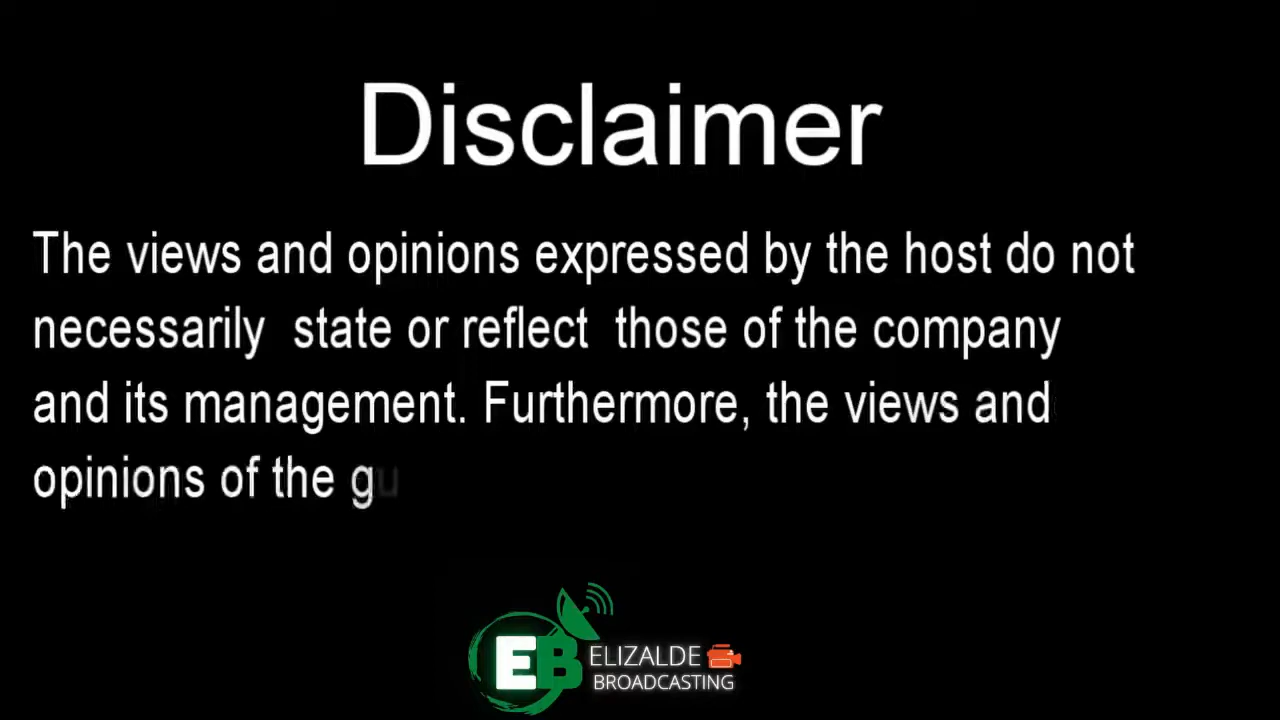 Disclaimer
The views and opinions expressed by the host do not
necessarily  state or reflect  those of the company
and its management. Furthermore, the views and
opinions of the gu
EB ELIZALDE
BROADCASTING